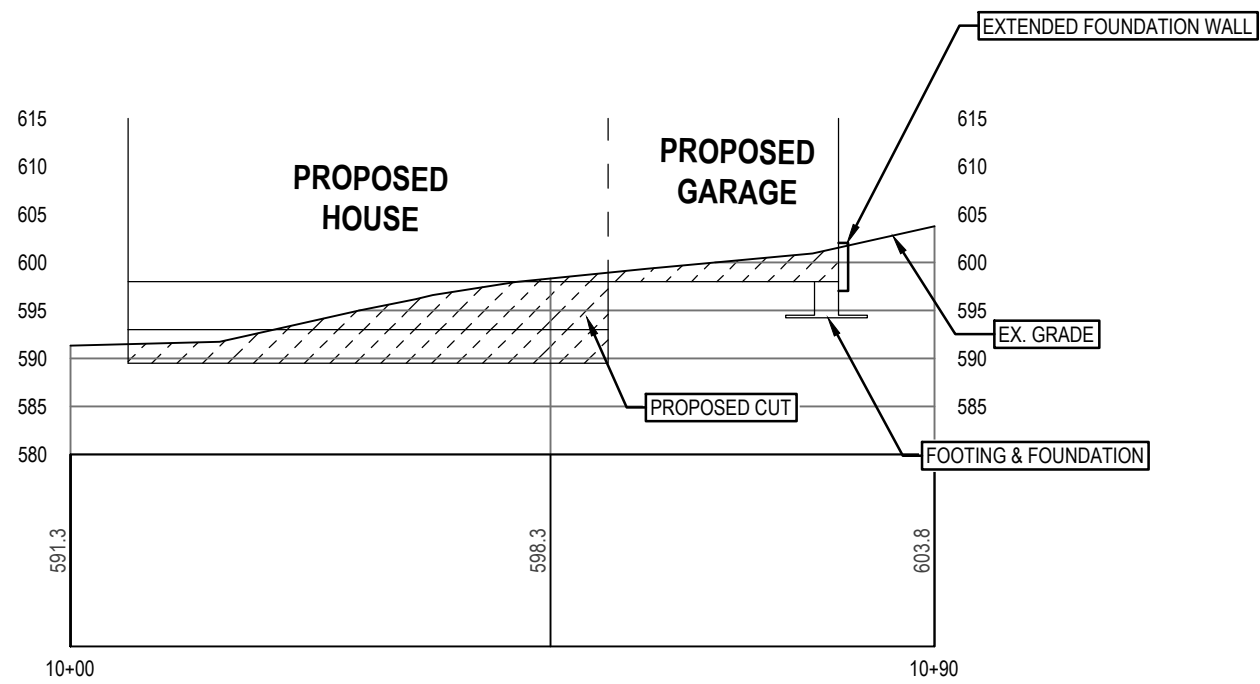 EXTENDED FOUNDATION WALL
615
610
605
600
595
590
585
580
PROPOSED
HOUSE
PROPOSED
GARAGE
615
610
605
600
595
590
585
EX. GRADE
PROPOSED CUT
FOOTING & FOUNDATION
591.3
598.3
603.8
10+00
10+90